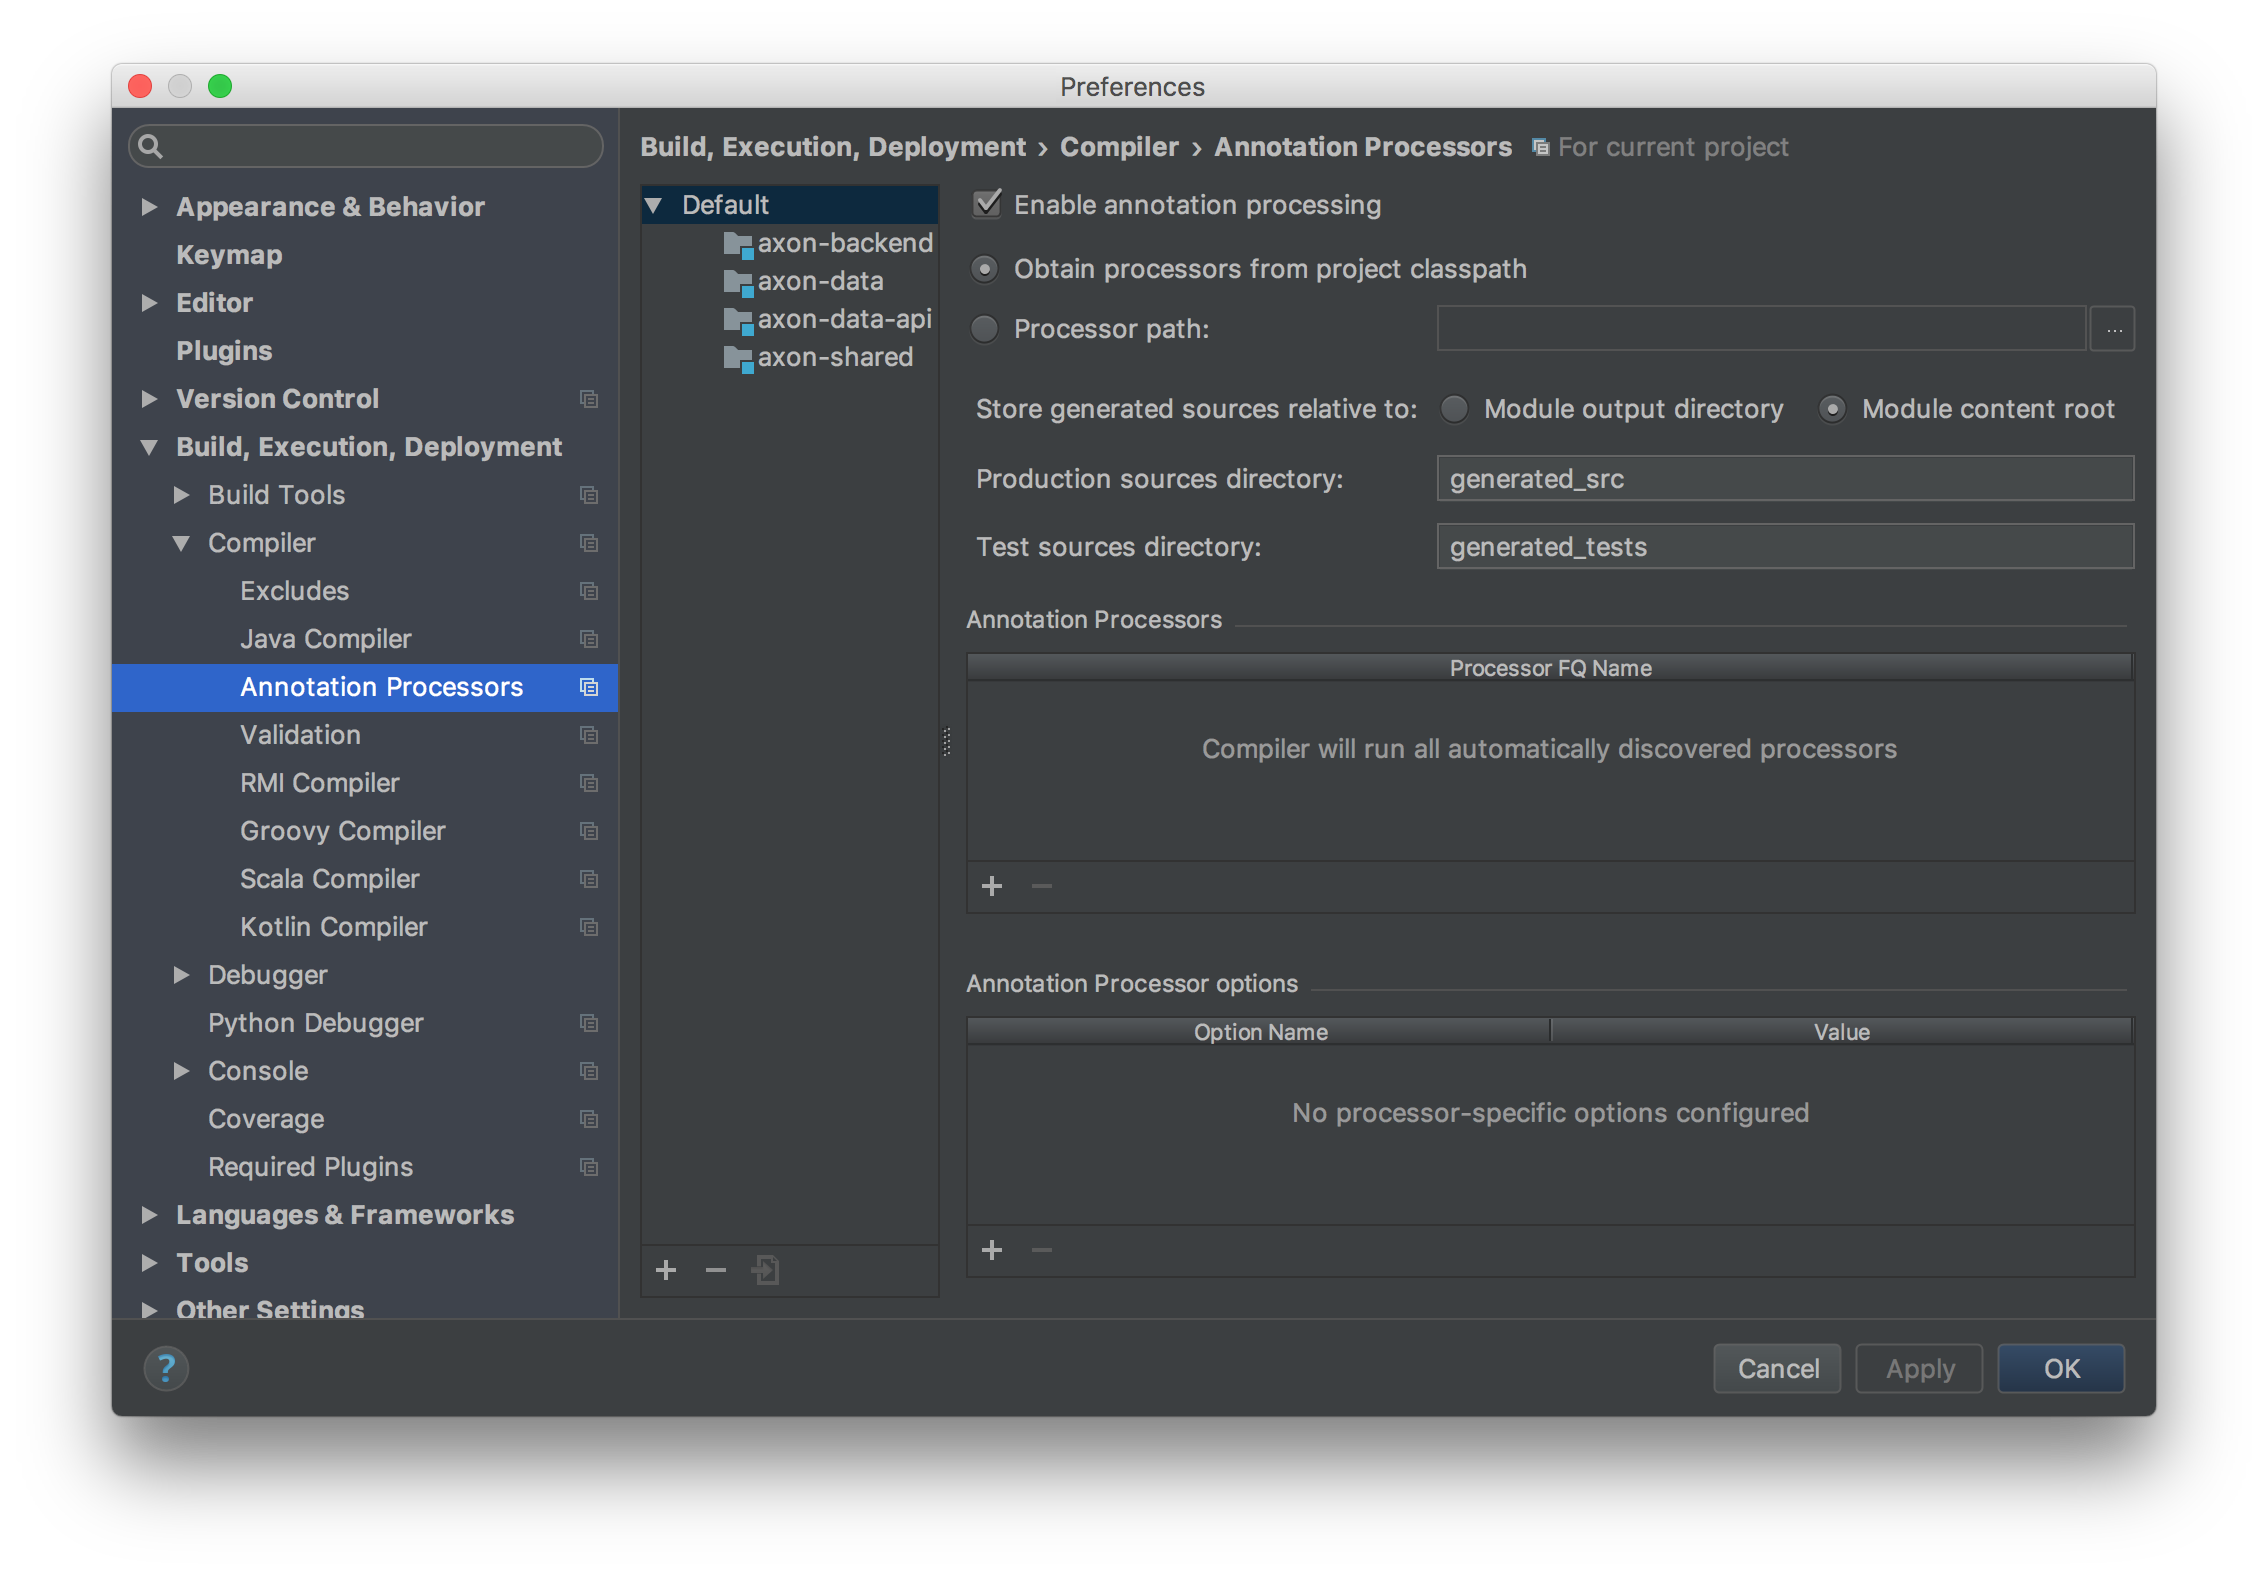 Preferences
Appearance & Behavior
Keymap
Editor
Plugins
Version Control
Build, Execution, Deployment
Build Tools
Compiler
Excludes
Java Compiler
Annotation Processors
Validation
RMI Compiler
Groovy Compiler
Scala Compiler
Kotlin Compiler
Debugger
Python Debugger
Console
Coverage
Required Plugins
Languages & Frameworks
Tools
Other Settings
Build, Execution, Deployment › Compiler › Annotation Processors For current project
Default
axon-backend
axon-data
axon-data-api
axon-shared
Enable annotation processing
Obtain processors from project classpath
Processor path:
...
Store generated sources relative to: Module output directory Module content root
Production sources directory: generated_src
Test sources directory: generated_tests
Annotation Processors
Processor FQ Name
Compiler will run all automatically discovered processors
Annotation Processor options
Option Name Value
No processor-specific options configured
?
Cancel Apply OK